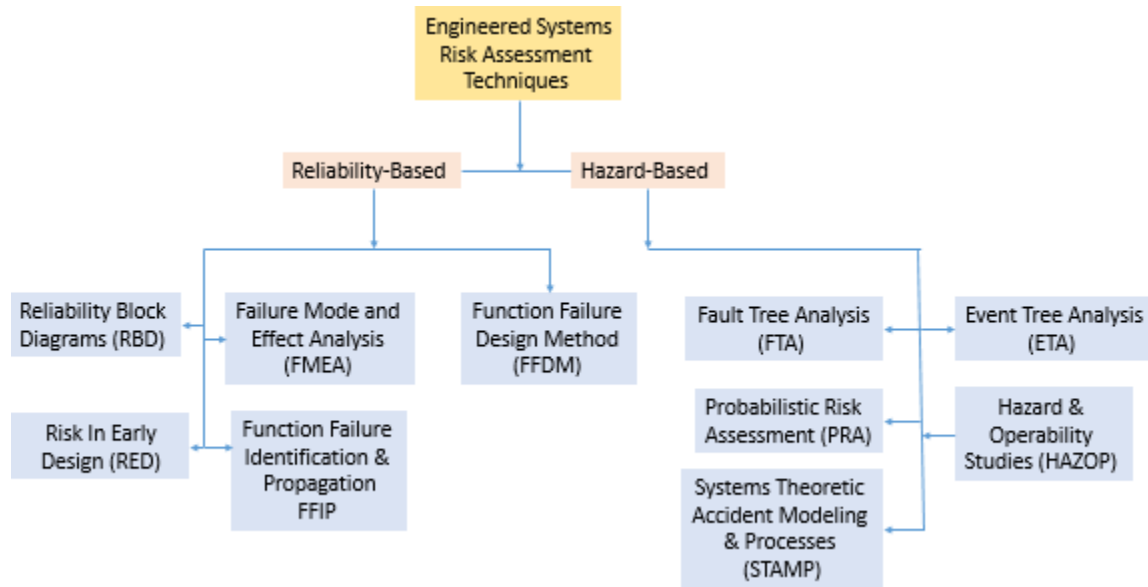 Engineered Systems
Risk Assessment
Techniques
Reliability-Based
Hazard-Based
Reliability Block
Diagrams (RBD)
Failure Mode and
Effect Analysis
(FMEA)
Function Failure
Design Method
(FFDM)
Fault Tree Analysis
(FTA)
Event Tree Analysis
(ETA)
Risk In Early
Design (RED)
Function Failure
Identification &
Propagation
FFIP
Probabilistic Risk
Assessment (PRA)
Hazard &
Operability
Studies (HAZOP)
Systems Theoretic
Accident Modeling
& Processes
(STAMP)